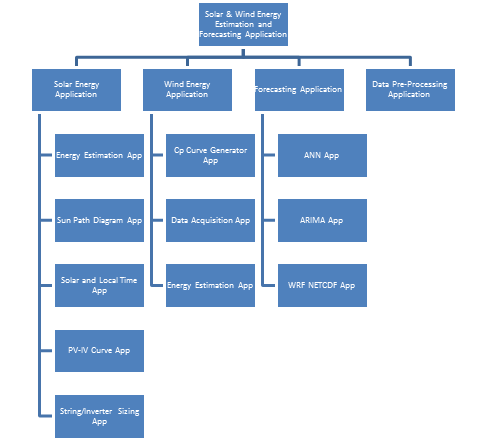 Solar & Wind Energy
Estimation and
Forecasting Application
Solar Energy
Application
Wind Energy
Application
Forecasting Application
Data Pre-Processing
Application
Energy Estimation App
Sun Path Diagram App
Solar and Local Time
App
PV-IV Curve App
String/Inverter Sizing
App
Cp Curve Generator
App
Data Acquisition App
Energy Estimation App
ANN App
ARIMA App
WRF NETCDF App